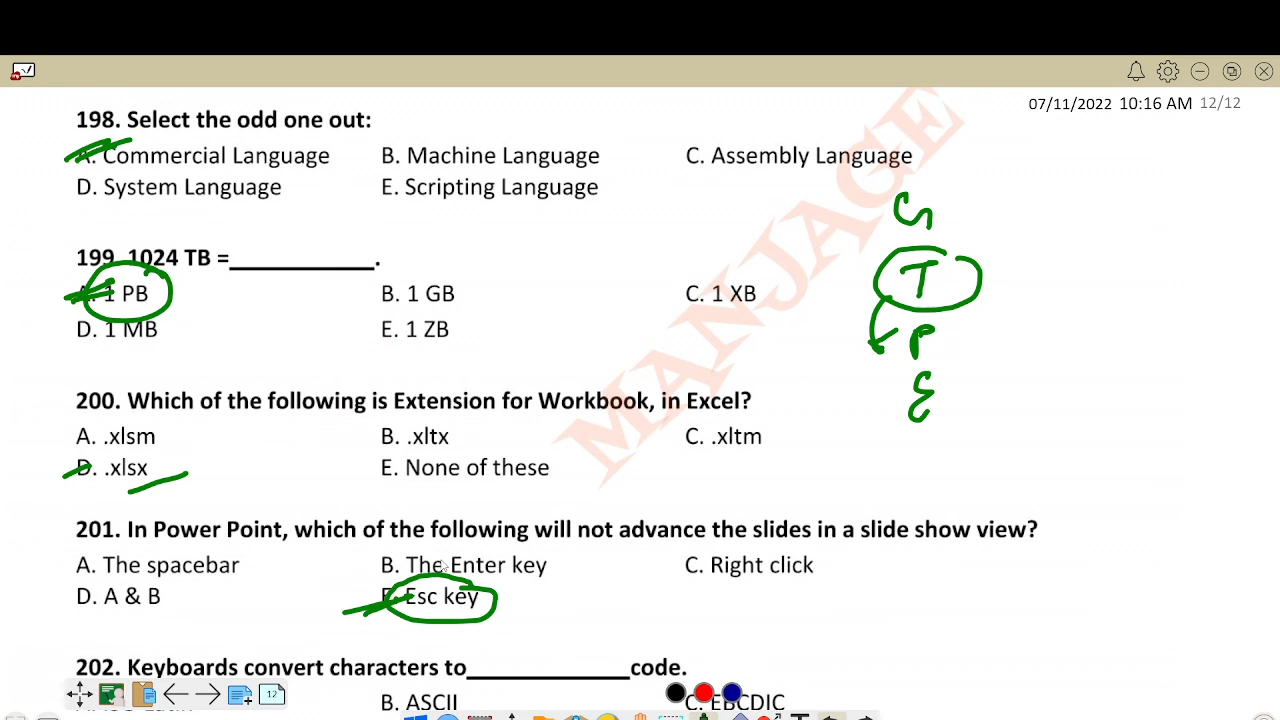 07/11/2022 10:16 AM 12/12
198. Select the odd one out:
A. Commercial Language B. Machine Language C. Assembly Language
D. System Language E. Scripting Language
199. 1024 TB =____________.
A. 1 PB B. 1 GB C. 1 XB
D. 1 MB E. 1 ZB
200. Which of the following is Extension for Workbook, in Excel?
A. .xlsm B. .xltx C. .xltm
D. .xlsx E. None of these
201. In Power Point, which of the following will not advance the slides in a slide show view?
A. The spacebar B. The Enter key C. Right click
D. A & B E. Esc key
202. Keyboards convert characters to_____________code.
B. ASCII C. EBCDIC
12
G
T
P
E
MANJAGE